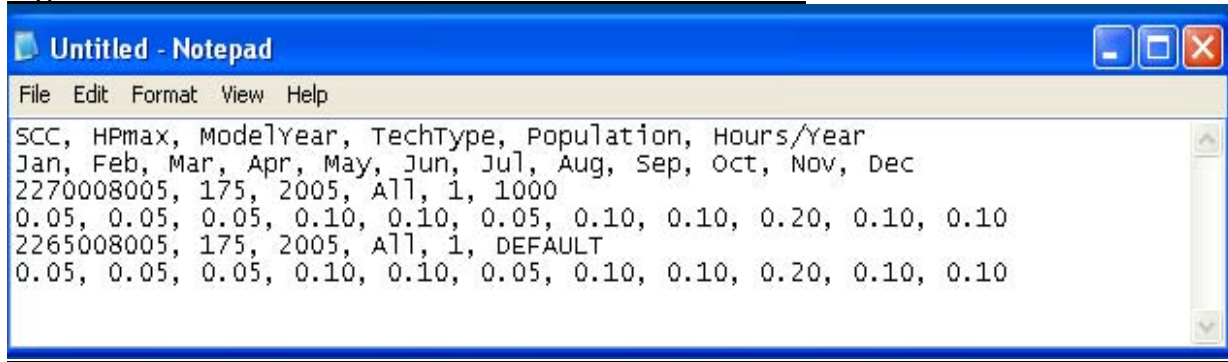 Untitled - Notepad
File Edit Format View Help
SCC, HPmax, ModelYear, TechType, Population, Hours/Year
Jan, Feb, Mar, Apr, May, Jun, Jul, Aug, Sep, Oct, Nov, Dec
2270008005, 175, 2005, All, 1, 1000
0.05, 0.05, 0.05, 0.10, 0.10, 0.05, 0.10, 0.10, 0.20, 0.10, 0.10
2265008005, 175, 2005, All, 1, DEFAULT
0.05, 0.05, 0.05, 0.10, 0.10, 0.05, 0.10, 0.10, 0.20, 0.10, 0.10